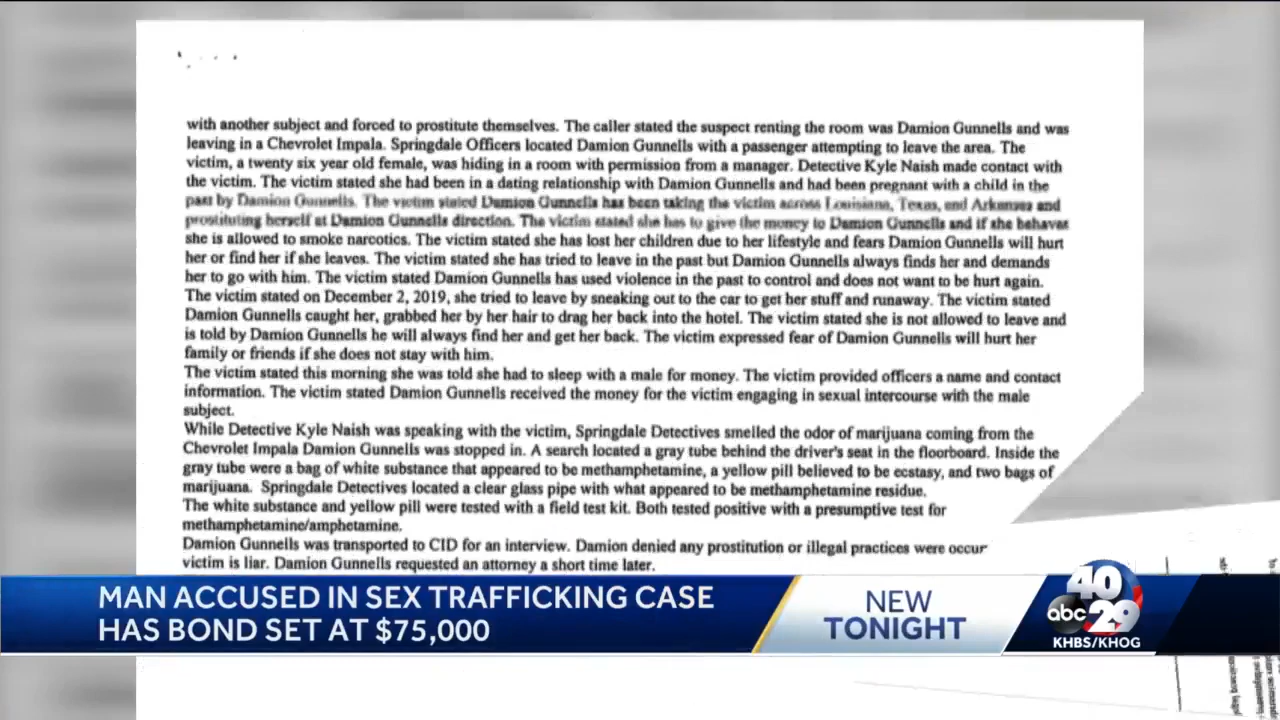 with another subject and forced to prostitute themselves. The caller stated the suspect renting the room was Damion Gunnells and was
leaving in a Chevrolet Impala. Springdale Officers located Damion Gunnells with a passenger attempting to leave the area. The
victim, a twenty six year old female, was hiding in a room with permission from a manager. Detective Kyle Naish made contact with
the victim. The victim stated she had been in a dating relationship with Damion Gunnells and had been pregnant with a child in the
past by Damion Gunnells. The victim stated Damion Gunnells has been taking the victim across Louisiana, Texas, and Arkansas and
prostituting herself at Damion Gunnells direction. The victim stated she has to give the money to Damion Gunnells and if she behaves
she is allowed to smoke narcotics. The victim stated she has lost her children due to her lifestyle and fears Damion Gunnells will hurt
her or find her if she leaves. The victim stated she has tried to leave in the past but Damion Gunnells always finds her and demands
her to go with him. The victim stated Damion Gunnells has used violence in the past to control and does not want to be hurt again.
The victim stated on December 2, 2019, she tried to leave by sneaking out to the car to get her stuff and runaway. The victim stated
Damion Gunnells caught her, grabbed her by her hair to drag her back into the hotel. The victim stated she is not allowed to leave and
is told by Damion Gunnells he will always find her and get her back. The victim expressed fear of Damion Gunnells will hurt her
family or friends if she does not stay with him.
The victim stated this morning she was told she had to sleep with a male for money. The victim provided officers a name and contact
information. The victim stated Damion Gunnells received the money for the victim engaging in sexual intercourse with the male
subject.
While Detective Kyle Naish was speaking with the victim, Springdale Detectives smelled the odor of marijuana coming from the
Chevrolet Impala Damion Gunnells was stopped in. A search located a gray tube behind the driver's seat in the floorboard. Inside the
gray tube were a bag of white substance that appeared to be methamphetamine, a yellow pill believed to be ecstasy, and two bags of
marijuana. Springdale Detectives located a clear glass pipe with what appeared to be methamphetamine residue.
The white substance and yellow pill were tested with a field test kit. Both tested positive with a presumptive test for
methamphetamine/amphetamine.
Damion Gunnells was transported to CID for an interview. Damion denied any prostitution or illegal practices were occur
victim is liar. Damion Gunnells requested an attorney a short time later.
MAN ACCUSED IN SEX TRAFFICKING CASE
HAS BOND SET AT $75,000
NEW
TONIGHT
40
abc 29
KHBS/KHOG